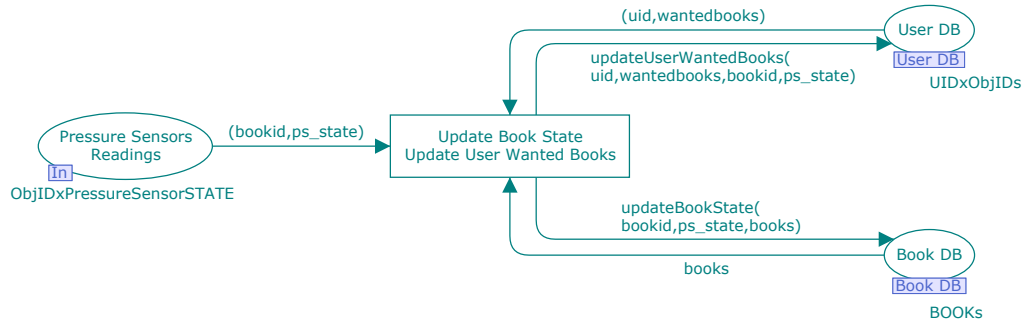 (uid,wantedbooks)
User DB
User DB
UIDxObjIDs
updateUserWantedBooks(
uid,wantedbooks,bookid,ps_state)
Pressure Sensors
Readings
In
ObjIDxPressureSensorSTATE
(bookid,ps_state)
Update Book State
Update User Wanted Books
updateBookState(
bookid,ps_state,books)
books
Book DB
Book DB
BOOKs